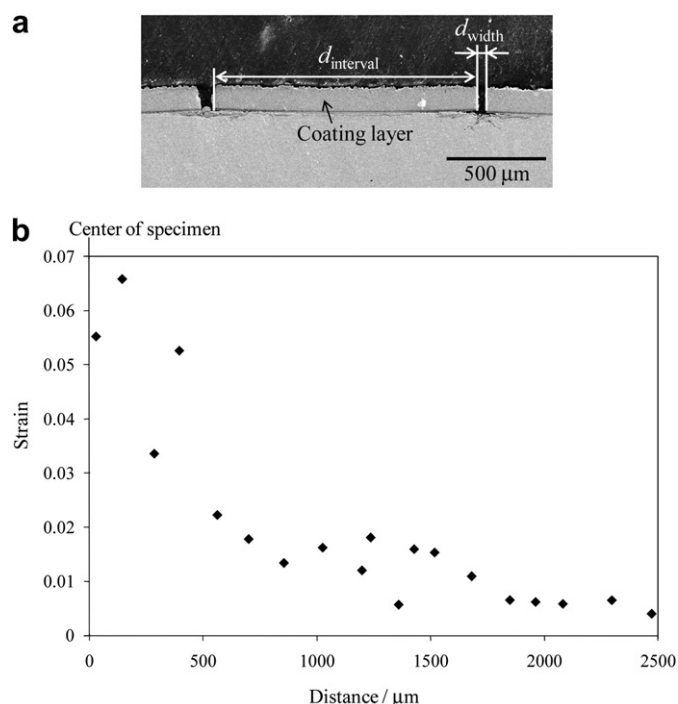 a
d_width
d_interval
Coating layer
500 μm
b
Center of specimen
0.07
0.06
0.05
0.04
0.03
0.02
0.01
0
Strain
0
500
1000
1500
2000
2500
Distance / μm